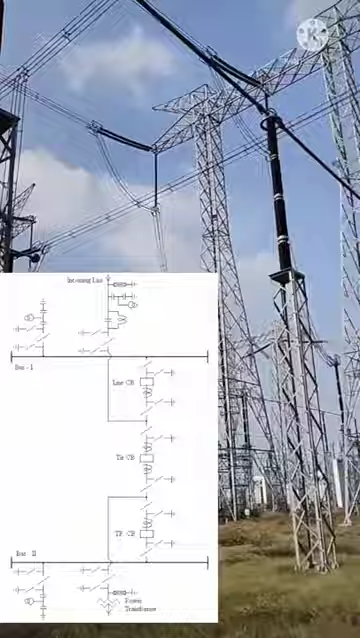 K
Incoming Line
Bus - I
Line CB
Tie CB
TF CB
Bus - II
Power
Transformer